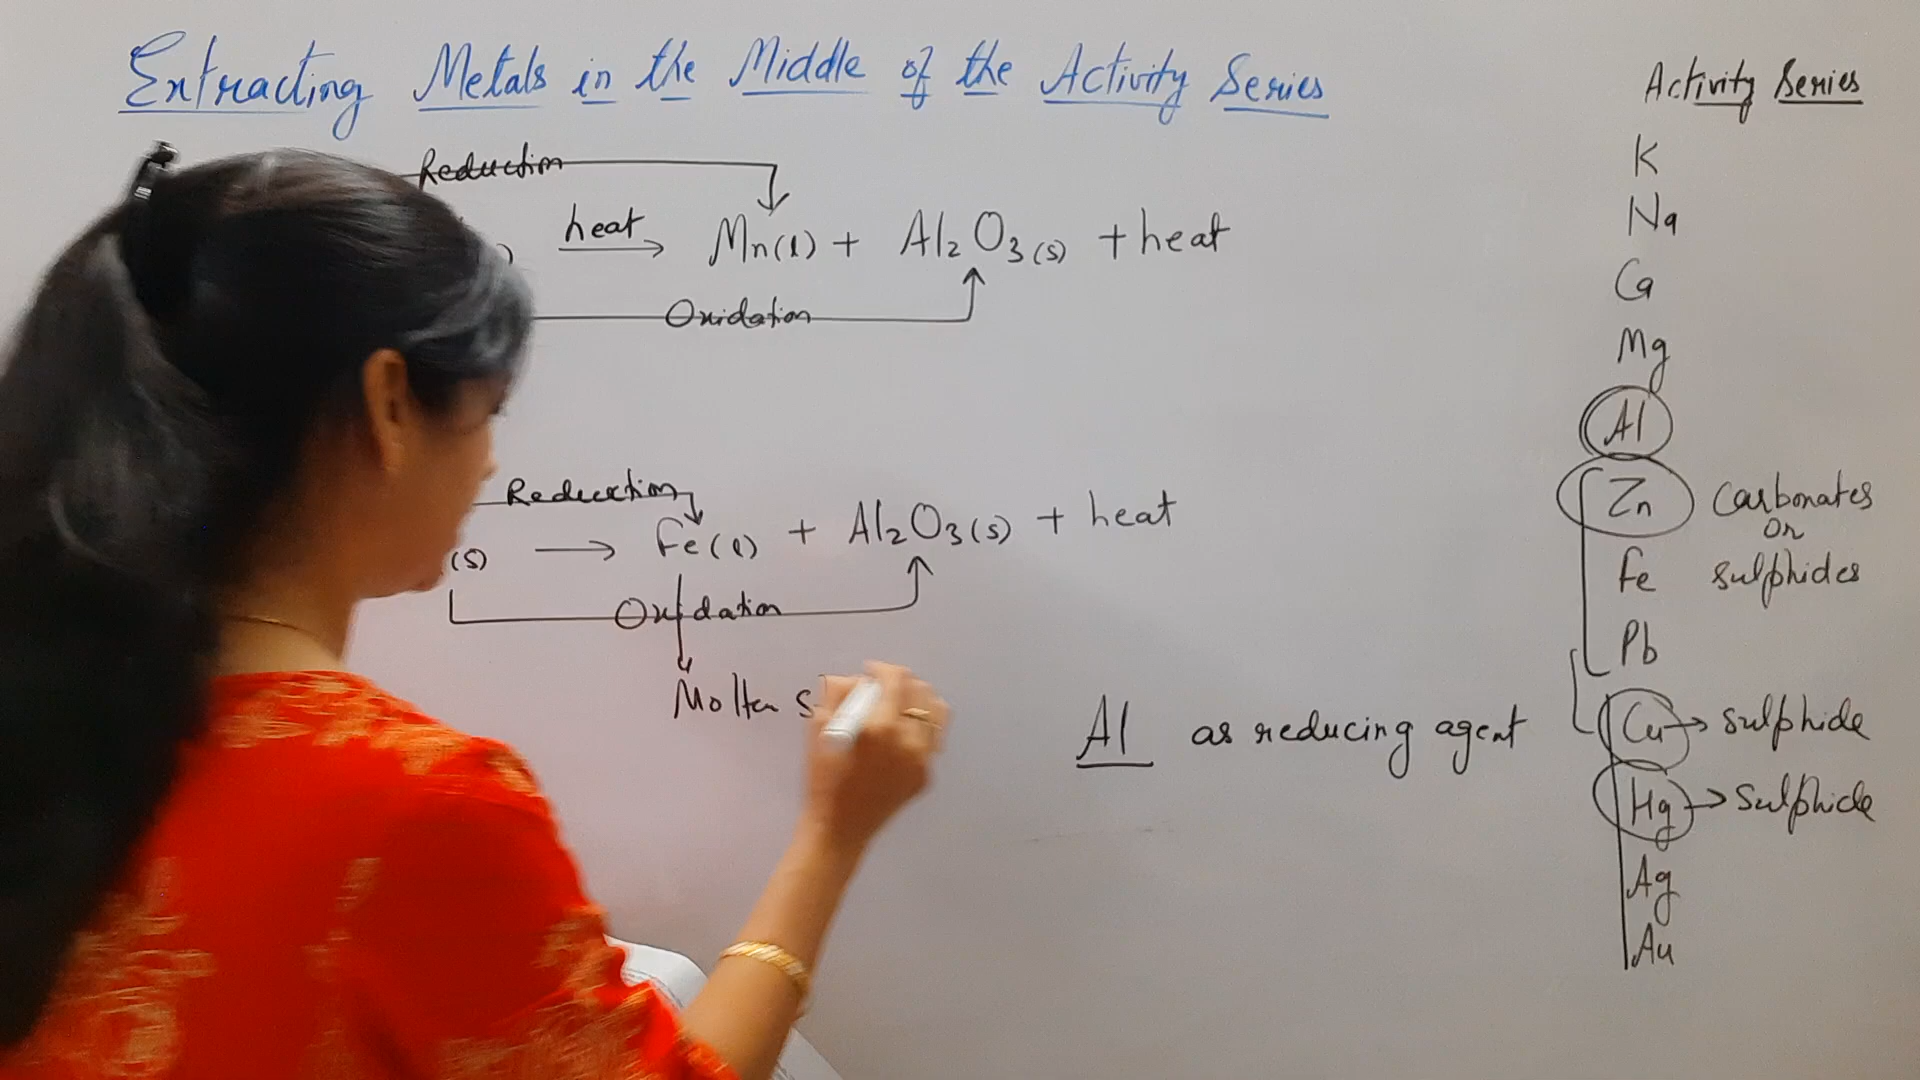 Extracting Metals in the Middle of the Activity Series
Reduction
) heat → Mn(l) + Al₂O₃(s) + heat
Oxidation
Reduction
(s) → Fe(l) + Al₂O₃(s) + heat
Oxidation
Molten
Al as reducing agent
Activity Series
K
Na
Ca
Mg
Al
Zn Carbonates
or
Fe sulphides
Pb
Cu → sulphide
Hg → Sulphide
Ag
Au